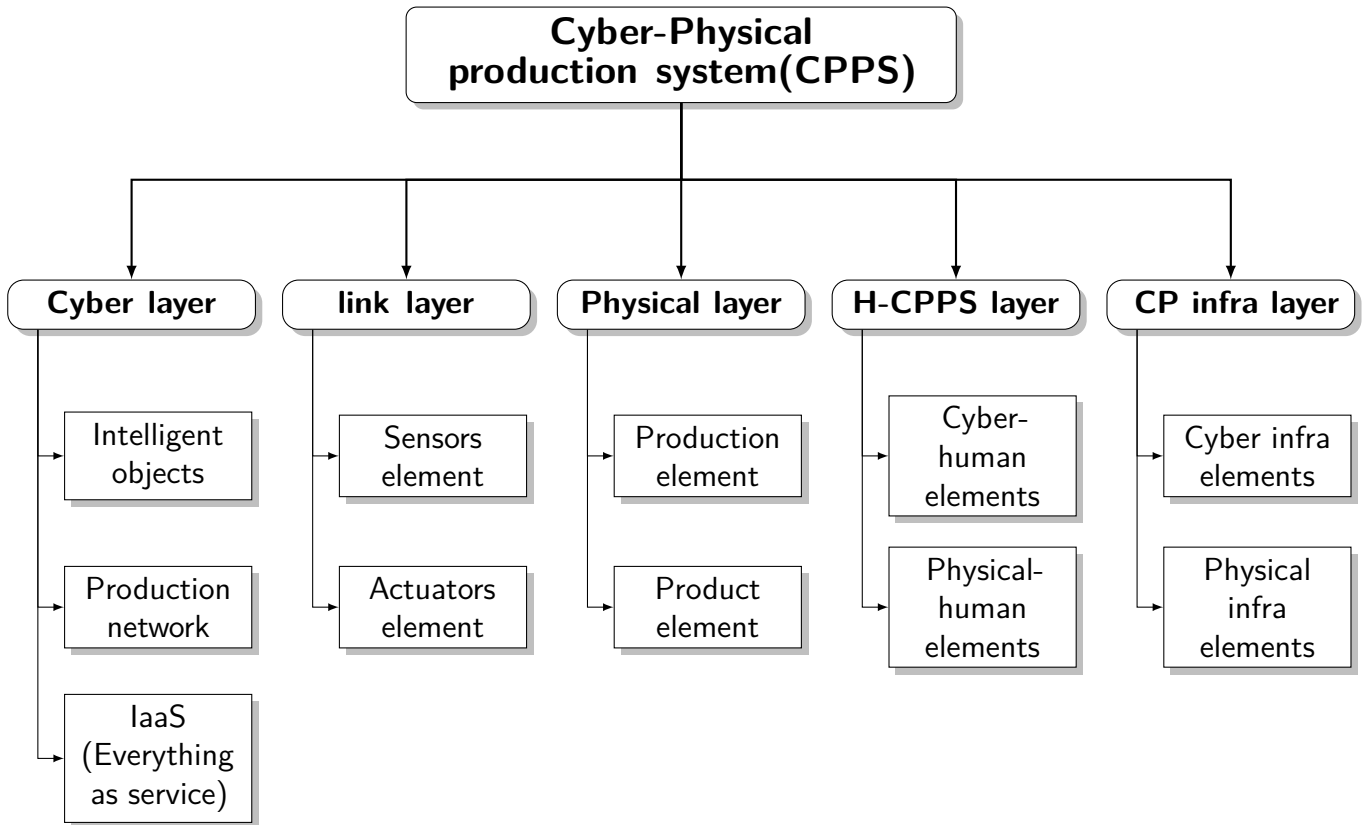 Cyber-Physical
production system(CPPS)
Cyber layer
link layer
Physical layer
H-CPPS layer
CP infra layer
Intelligent
objects
Production
network
IaaS
(Everything
as service)
Sensors
element
Actuators
element
Production
element
Product
element
Cyber-
human
elements
Physical-
human
elements
Cyber infra
elements
Physical
infra
elements